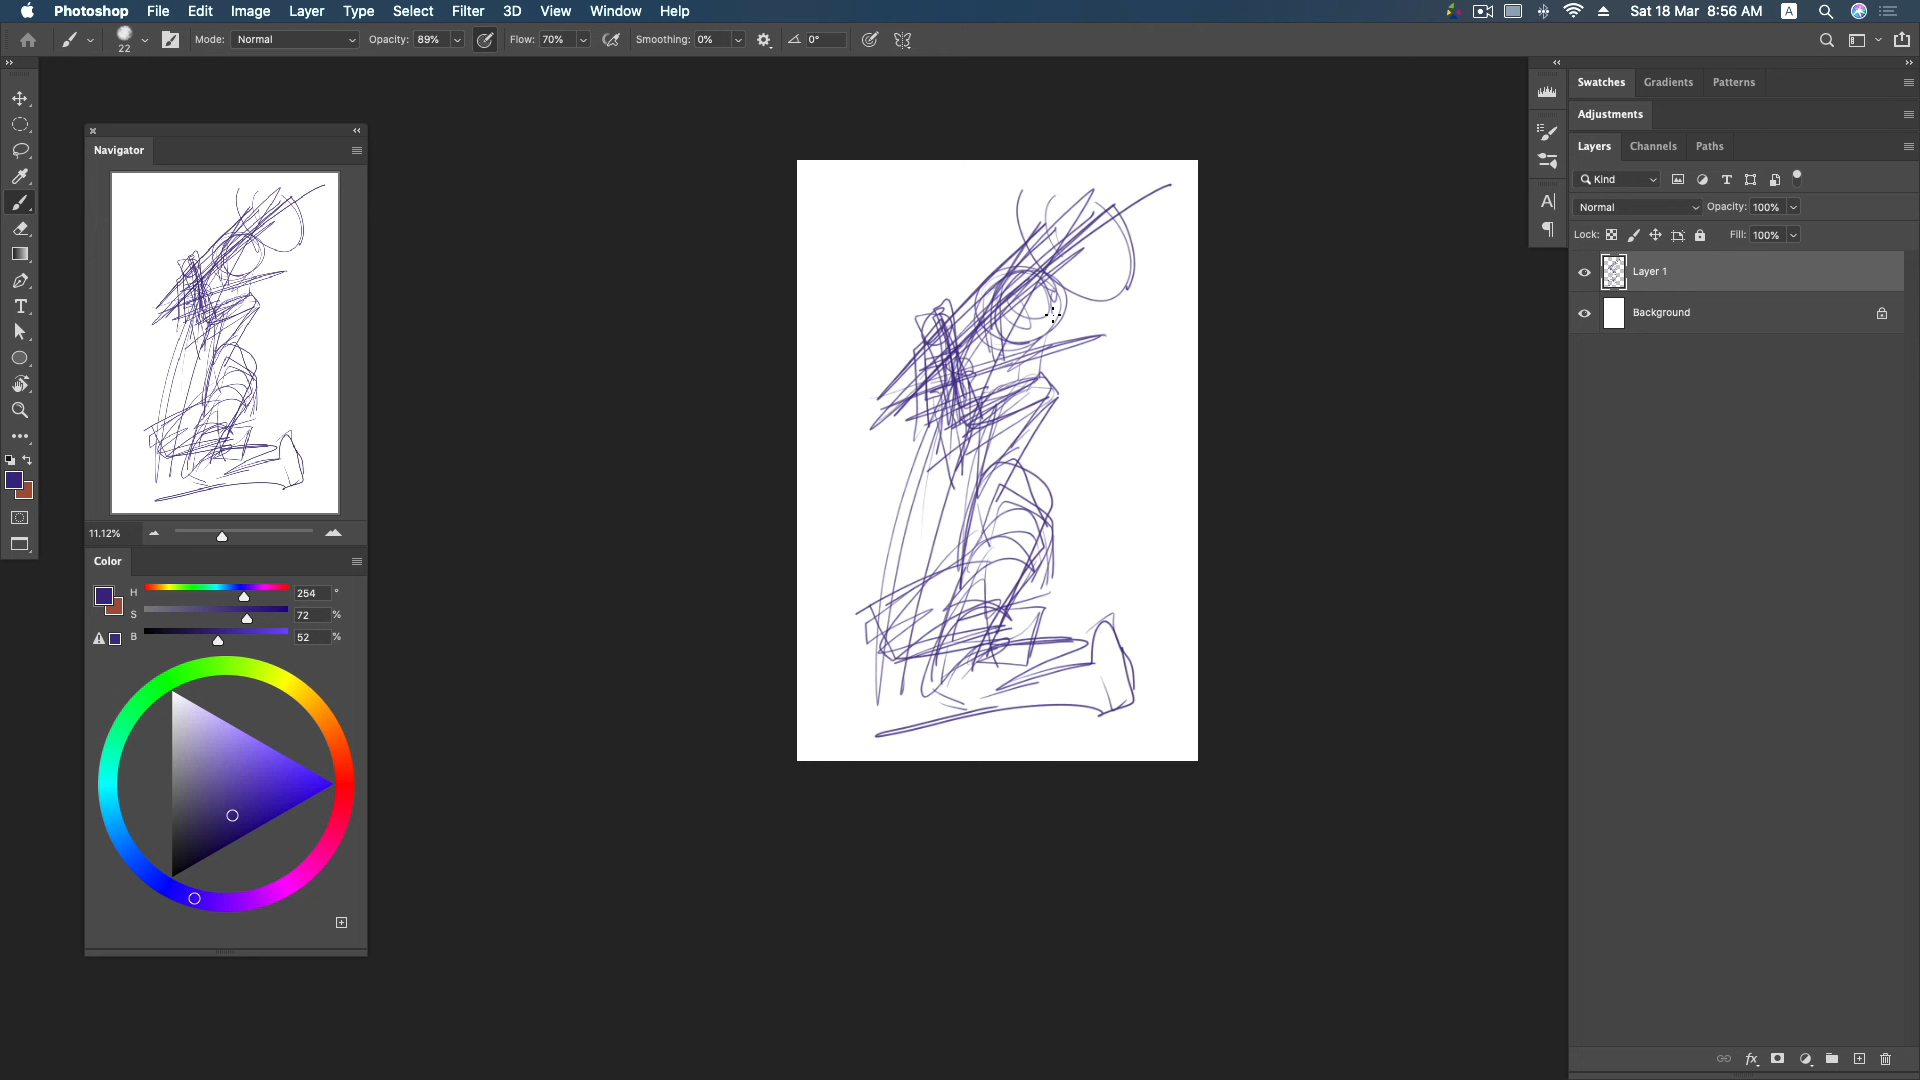 Photoshop File Edit Image Layer Type Select Filter 3D View Window Help Sat 18 Mar 8:56 AM A
22 Mode: Normal Opacity: 89% Flow: 70% Smoothing: 0% 0°
Swatches Gradients Patterns
Adjustments
Navigator
Layers Channels Paths
Kind
Normal Opacity: 100%
Lock: Fill: 100%
Layer 1
Background
11.12%
Color
H 254 °
S 72 %
B 52 %